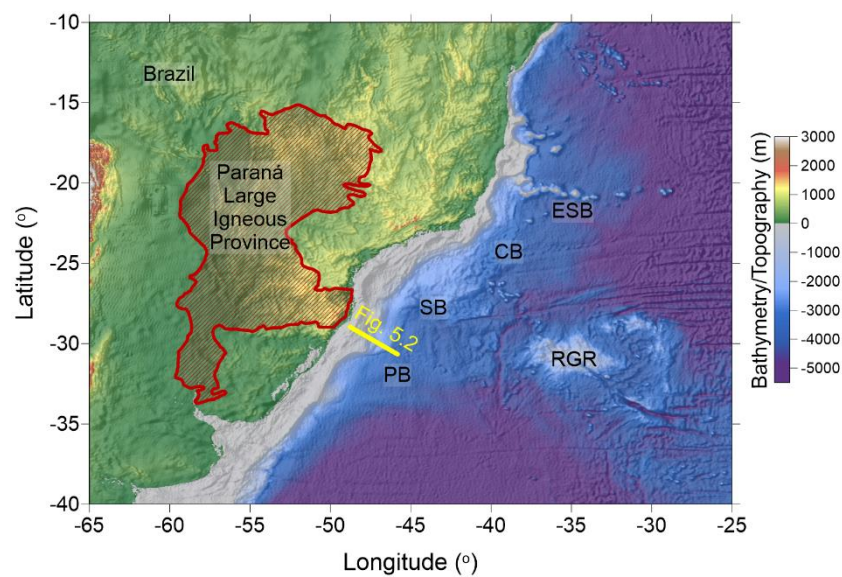 -10
-15
-20
-25
-30
-35
-40
Latitude (o)
Brazil
Paraná
Large
Igneous
Province
ESB
CB
SB
Fig. 5.2
RGR
PB
-65
-60
-55
-50
-45
-40
-35
-30
-25
Longitude (o)
3000
2000
1000
0
-1000
-2000
-3000
-4000
-5000
Bathymetry/Topography (m)